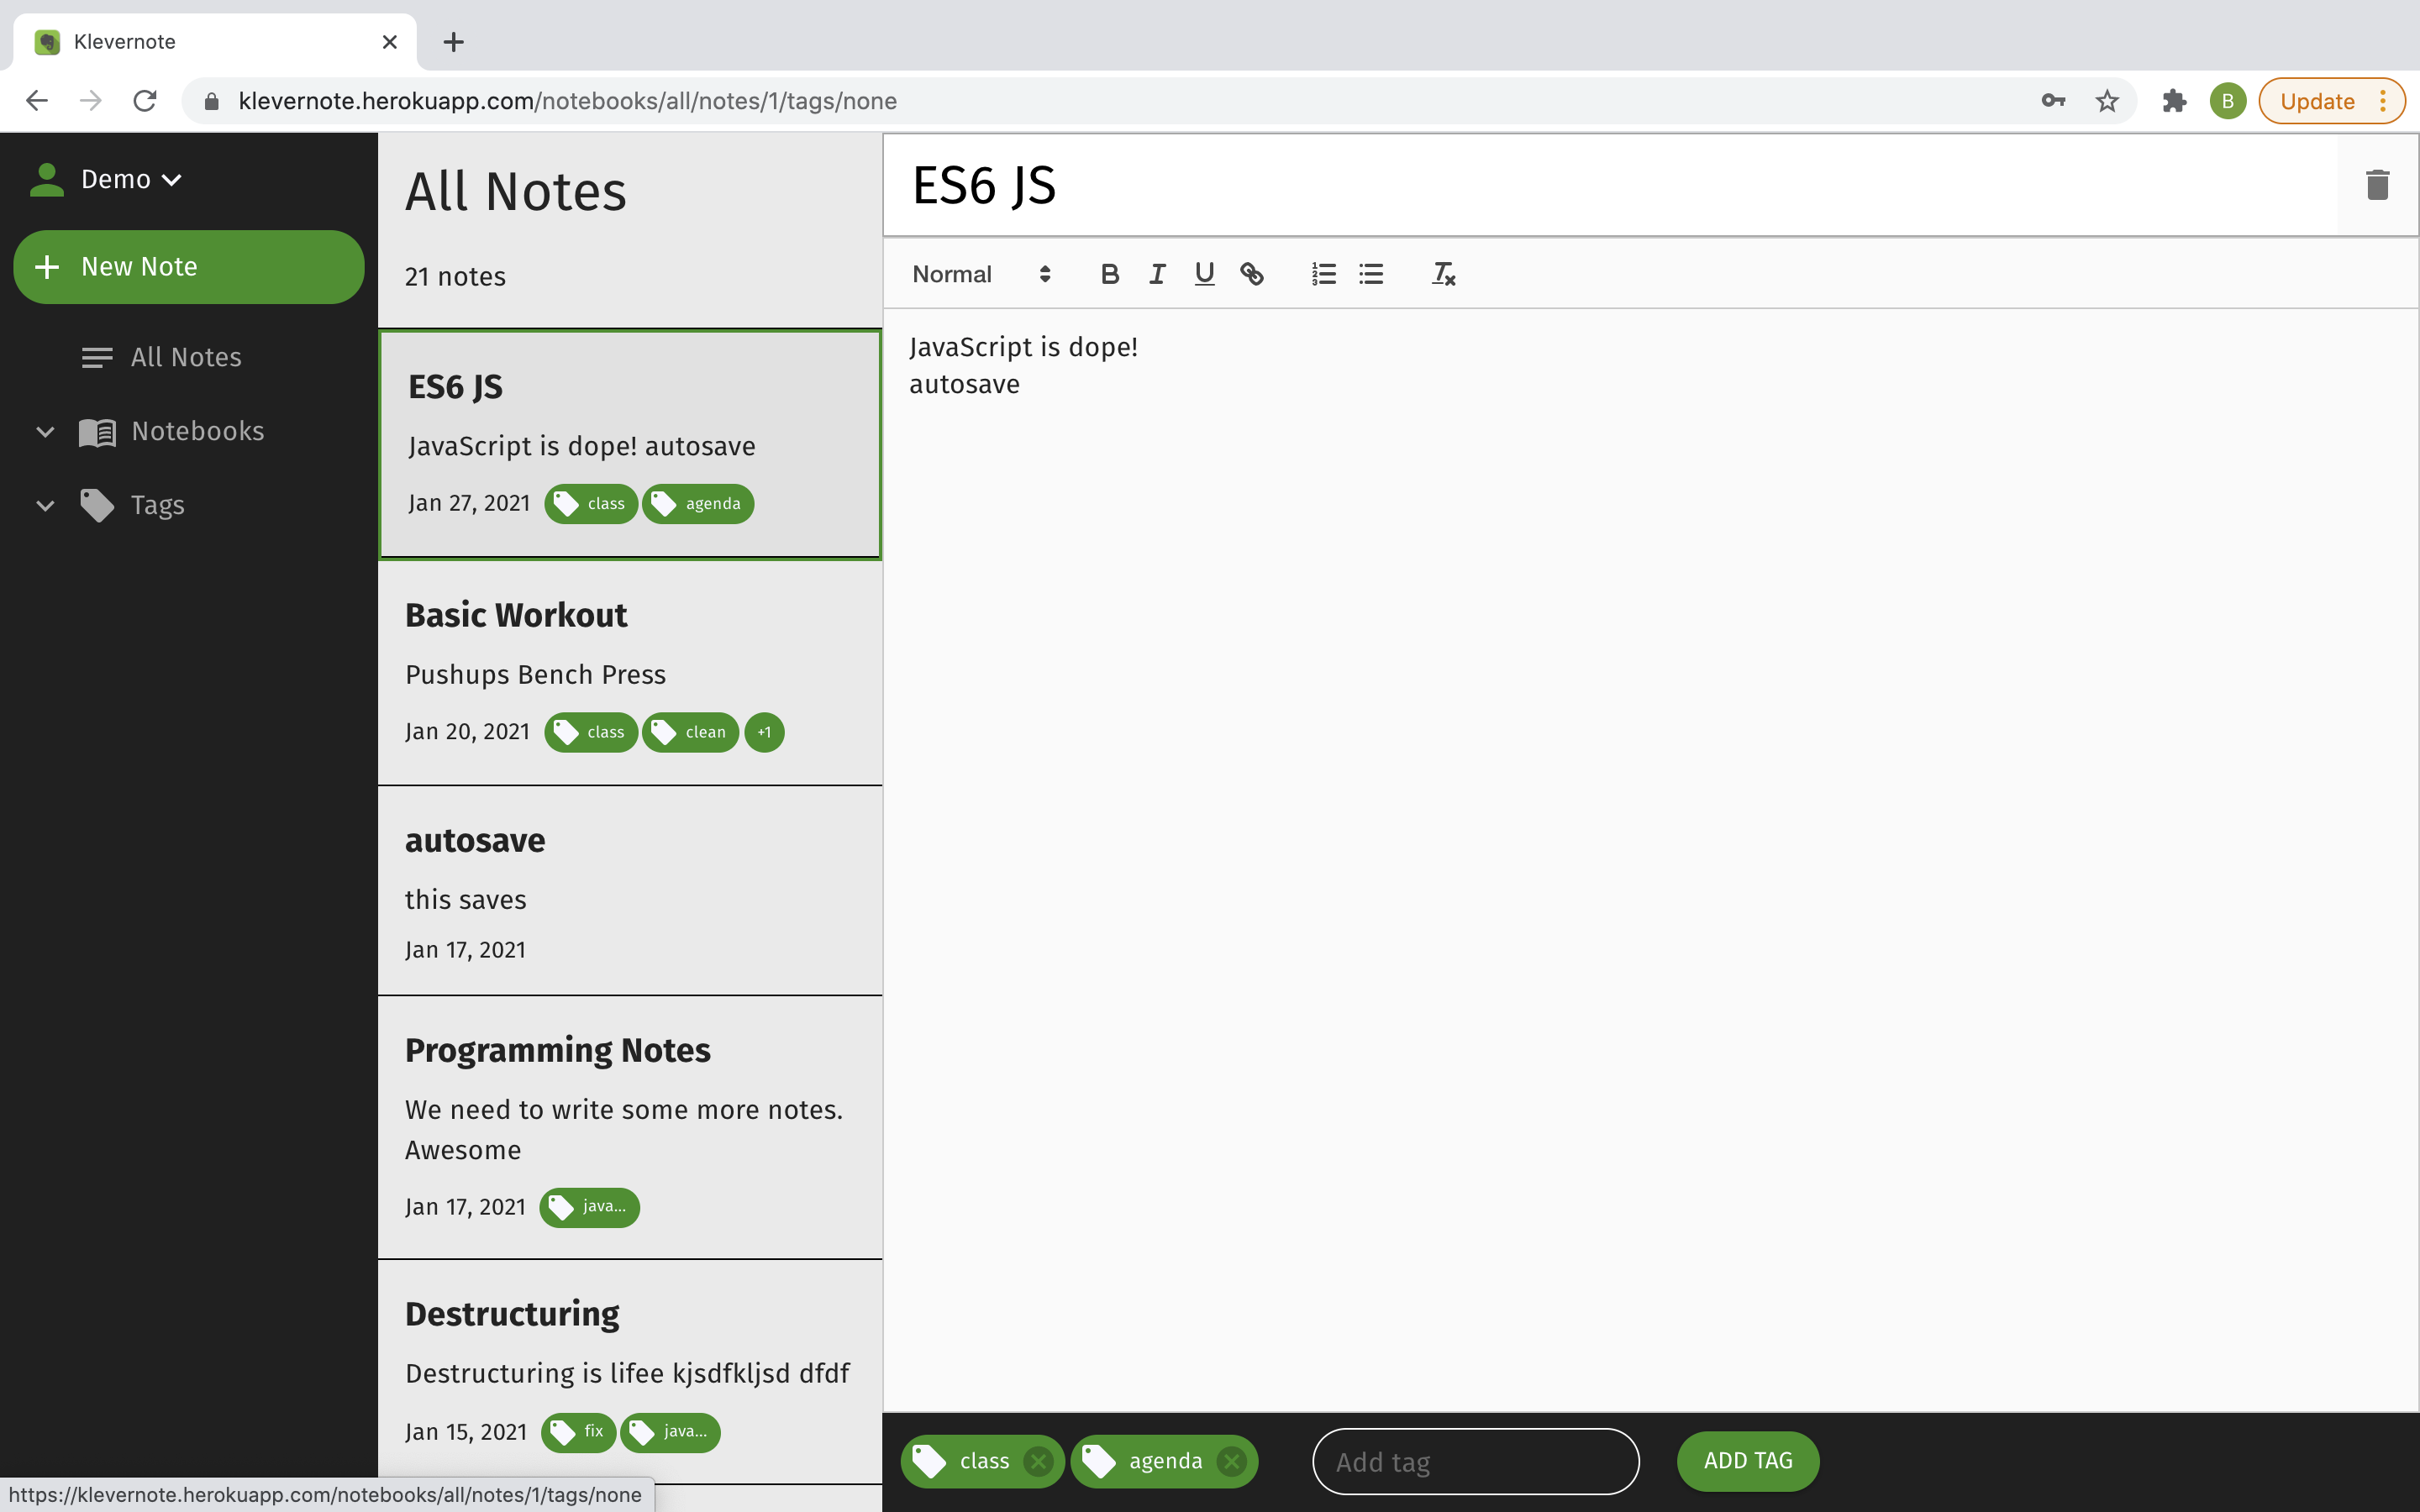 Klevernote
klevernote.herokuapp.com/notebooks/all/notes/1/tags/none
B
Update
Demo
New Note
All Notes
Notebooks
Tags
All Notes
21 notes
ES6 JS
JavaScript is dope! autosave
Jan 27, 2021 class agenda
Basic Workout
Pushups Bench Press
Jan 20, 2021 class clean +1
autosave
this saves
Jan 17, 2021
Programming Notes
We need to write some more notes.
Awesome
Jan 17, 2021 java...
Destructuring
Destructuring is lifee kjsdfkljsd dfdf
Jan 15, 2021 fix java...
ES6 JS
Normal B I U
JavaScript is dope!
autosave
class agenda Add tag ADD TAG
https://klevernote.herokuapp.com/notebooks/all/notes/1/tags/none